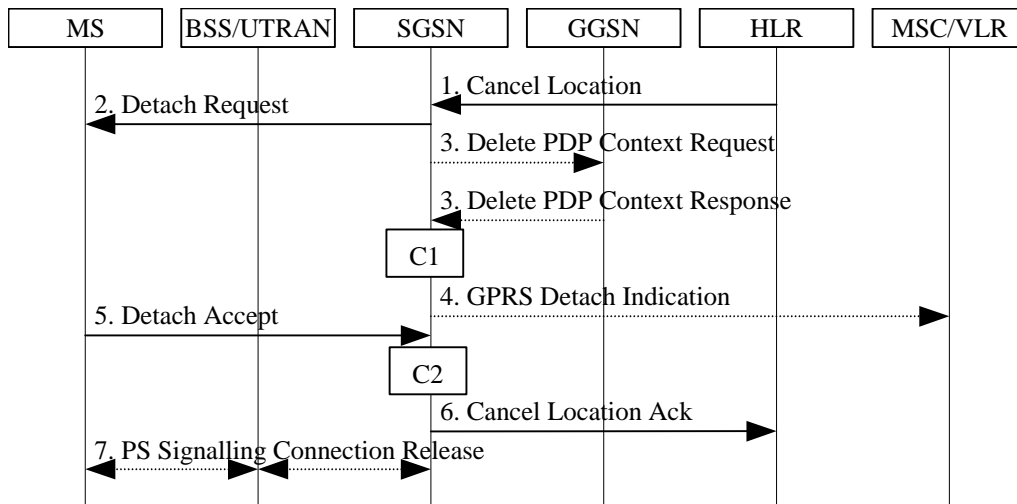 MS
BSS/UTRAN
SGSN
GGSN
HLR
MSC/VLR
1. Cancel Location
2. Detach Request
3. Delete PDP Context Request
3. Delete PDP Context Response
C1
4. GPRS Detach Indication
5. Detach Accept
C2
6. Cancel Location Ack
7. PS Signalling Connection Release